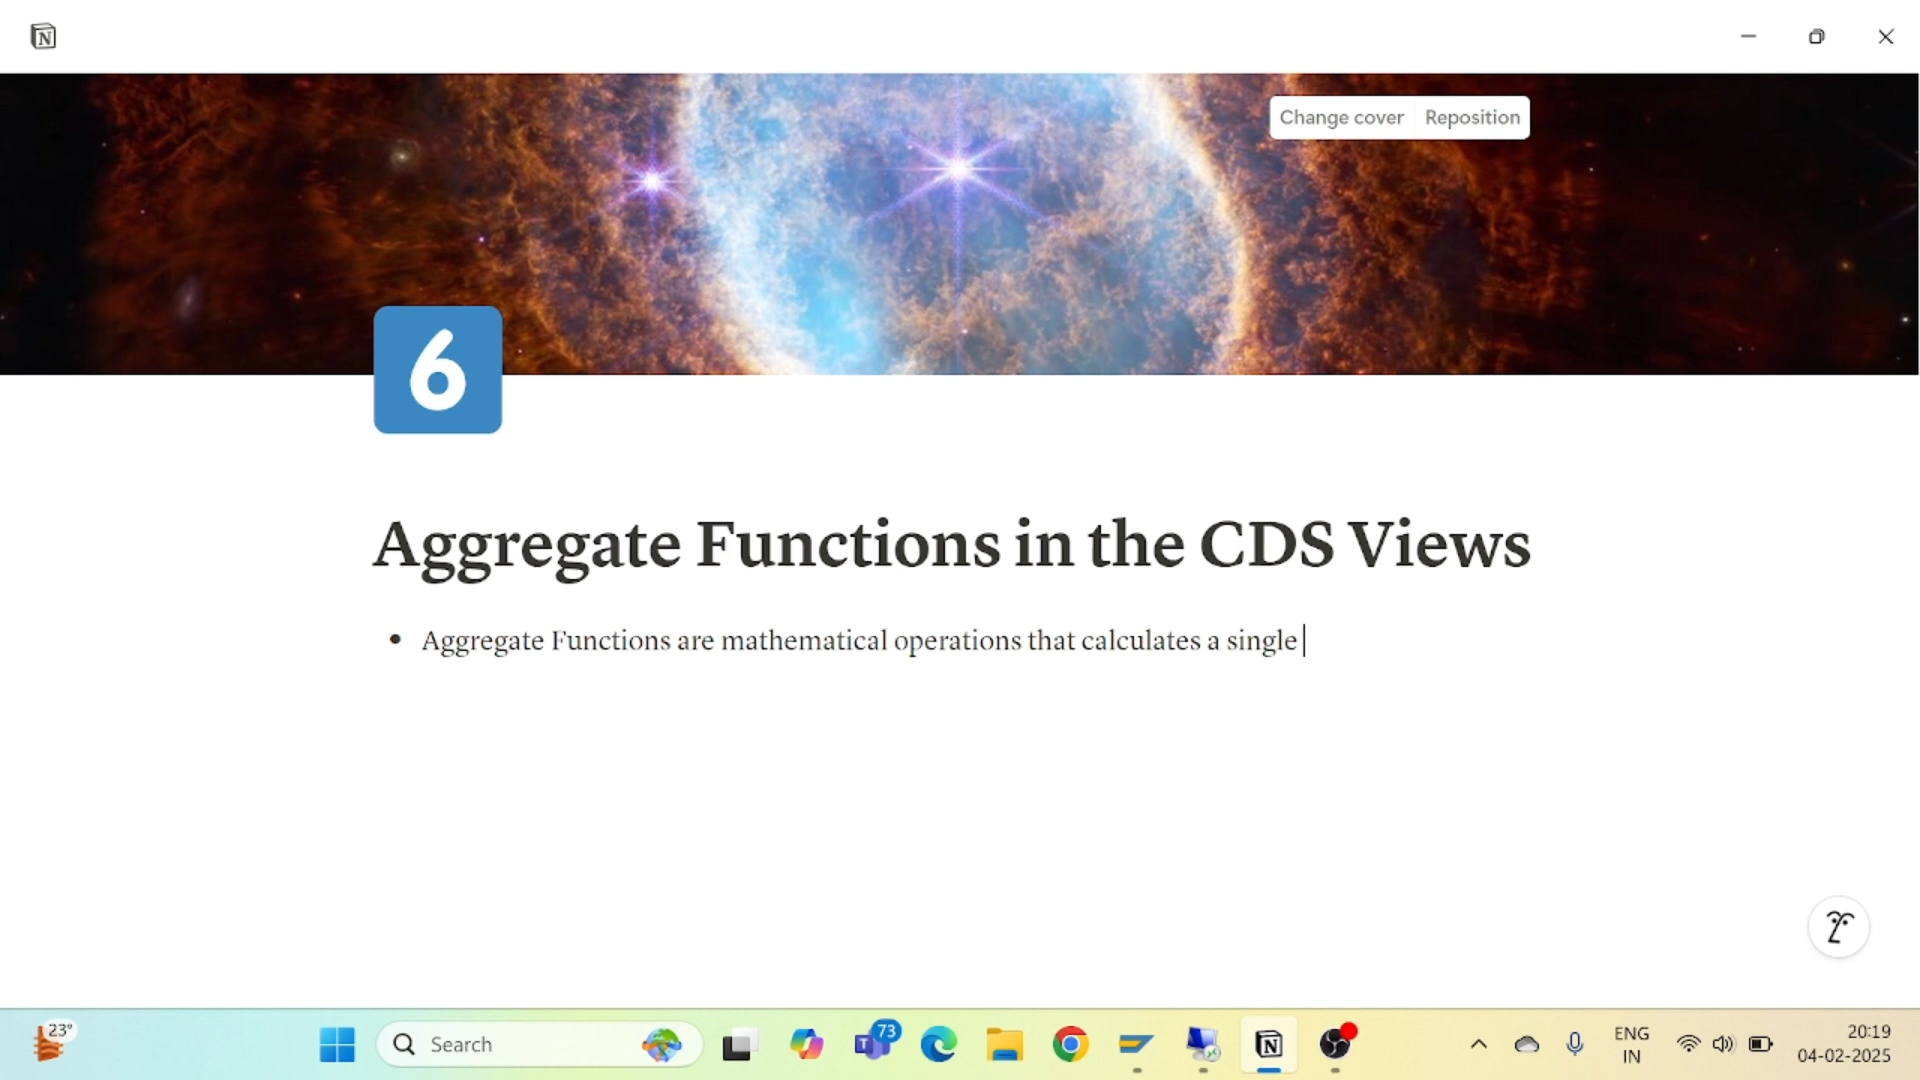 Change cover Reposition
6
Aggregate Functions in the CDS Views
• Aggregate Functions are mathematical operations that calculates a single
23°
Search
73
ENG
IN
20:19
04-02-2025